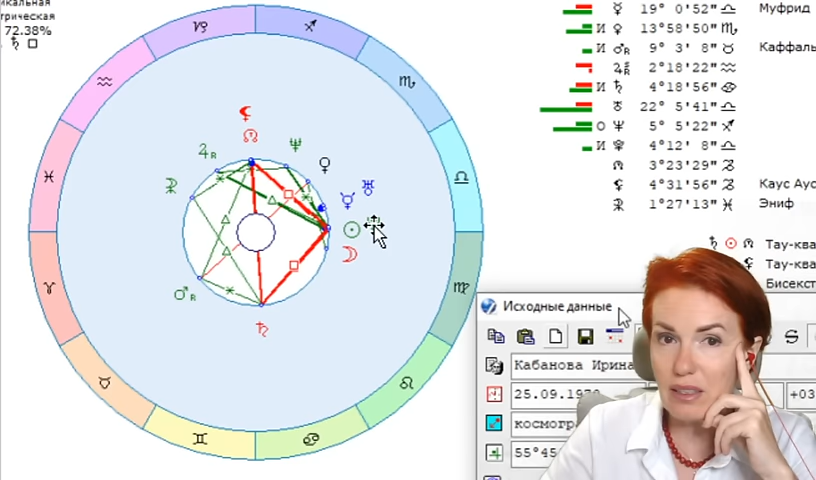 кальная
трическая
72.38%
♄ □
☿ 19° 0'52"♎ Муфрид
И ♀ 13°58'50"♏
И ♂R 9° 3' 8"♉ Каффаль
♃R 2°18'22"♒
И ♄ 4°18'56"♋
♅ 22° 5'41"♎
О ♆ 5° 5'22"♐
И 4°12' 8"♎
☊ 3°23'29"♑
⚸ 4°31'56"♑ Каус Аус
1°27'13"♓ Эниф
♄ ☉ ☊ Тау-ква
Тау-ква
Бисекст
Исходные данные
Кабанова Ирина
25.09.197
+03
космогра
55°45